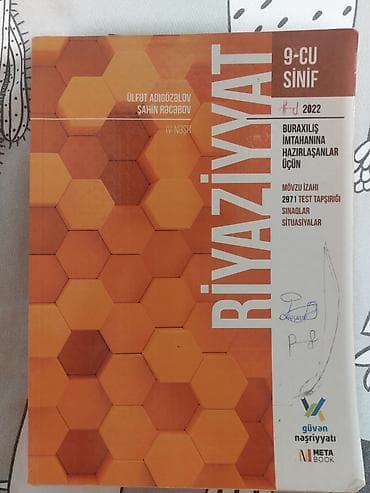 ÜLFƏT ADIGÖZƏLOV
ŞAHİN RƏCƏBOV
IV NƏŞR
RİYAZİYYAT
9-CU
SİNİF
2022
BURAXILIŞ
İMTAHANINA
HAZIRLAŞANLAR
ÜÇÜN
MÖVZU İZAHI
2971 TEST TAPŞIRIĞI
SINAQLAR
SİTUASİYALAR
güvən
nəşriyyatı
META
BOOK